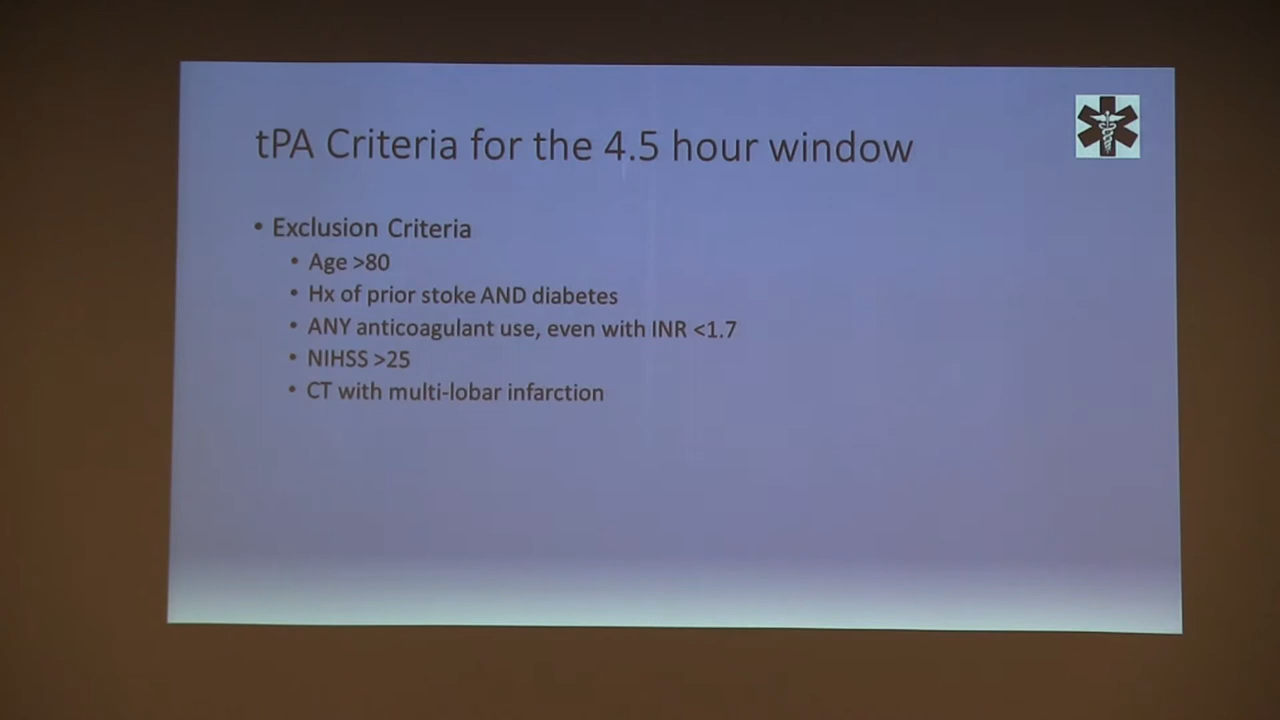 tPA Criteria for the 4.5 hour window
• Exclusion Criteria
• Age >80
• Hx of prior stoke AND diabetes
• ANY anticoagulant use, even with INR <1.7
• NIHSS >25
• CT with multi-lobar infarction